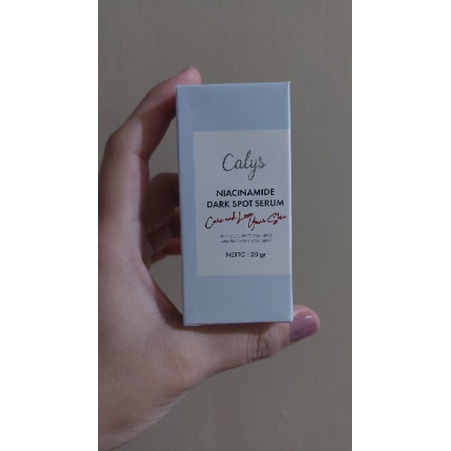 Calys
NIACINAMIDE
DARK SPOT SERUM
Care and Love
Your Skin
NETTO : 20 gr